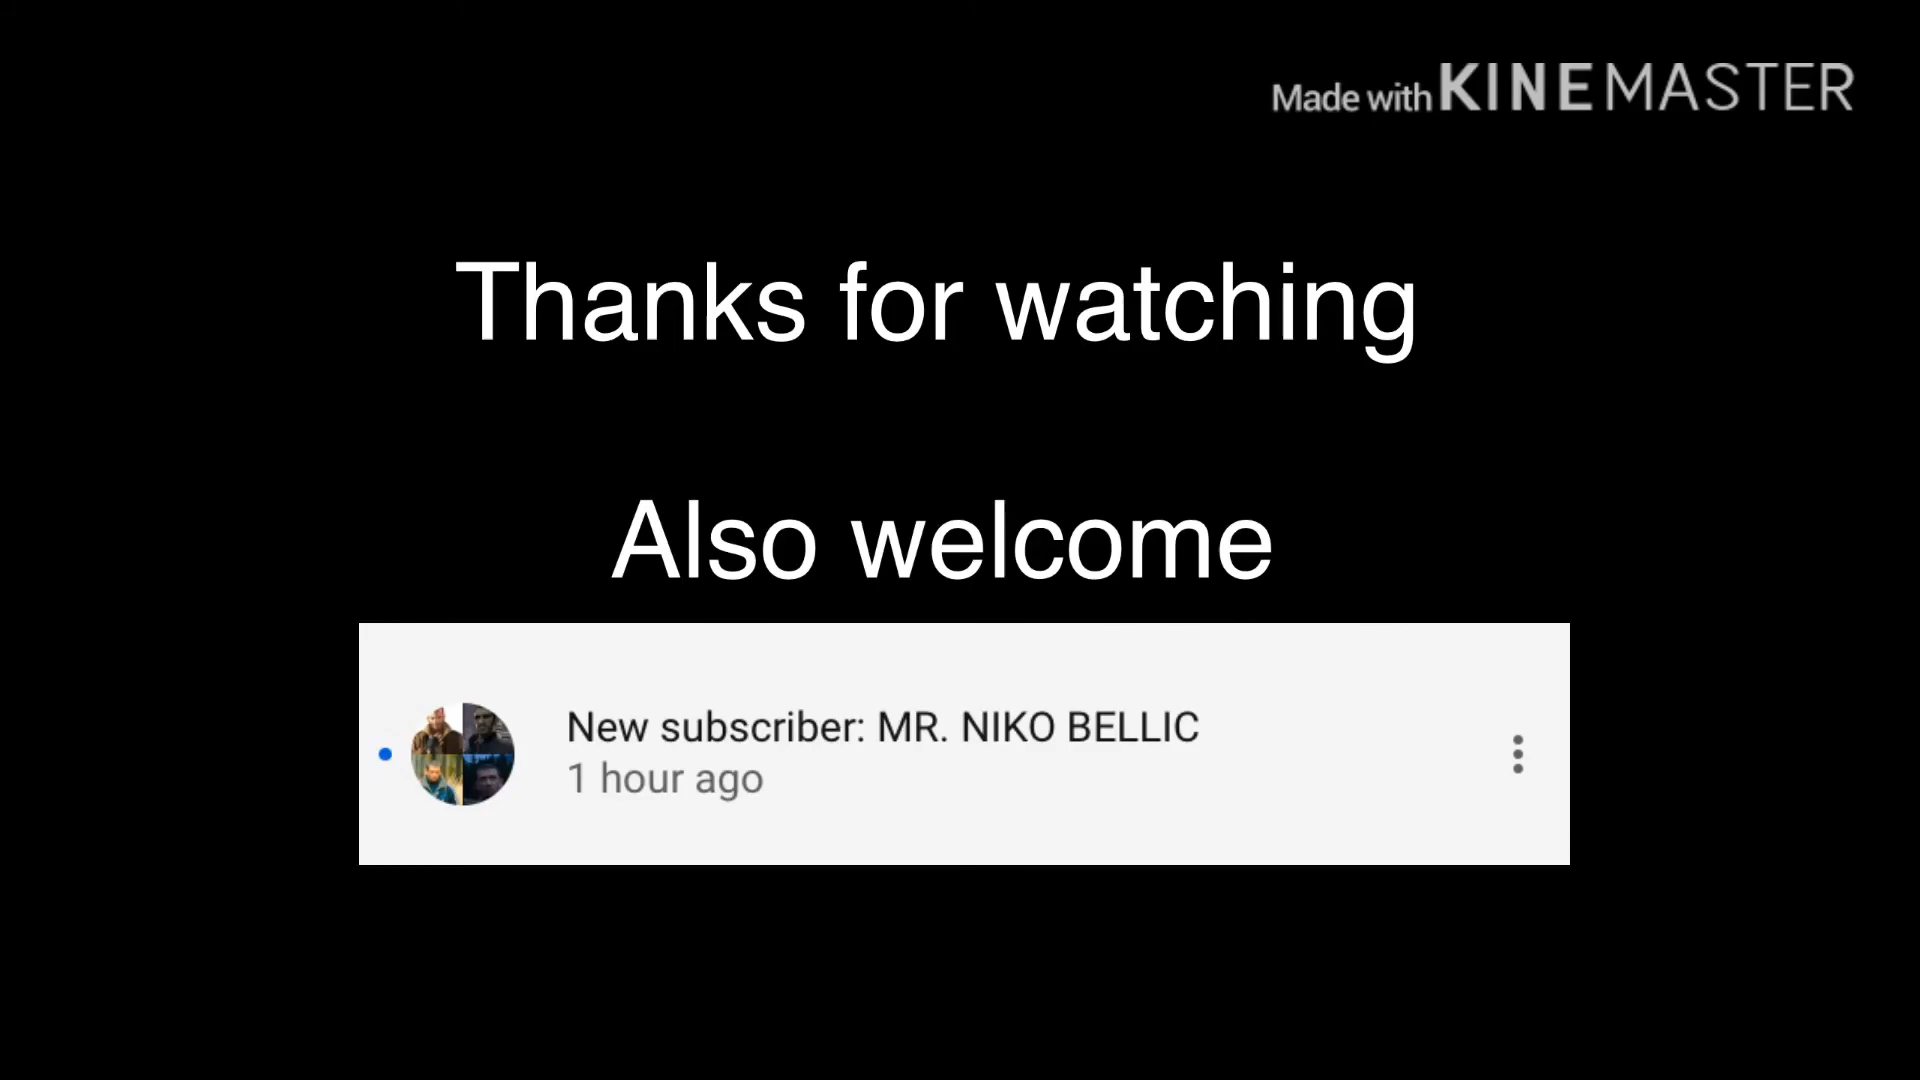 Made with KINEMASTER
Thanks for watching
Also welcome
New subscriber: MR. NIKO BELLIC
1 hour ago